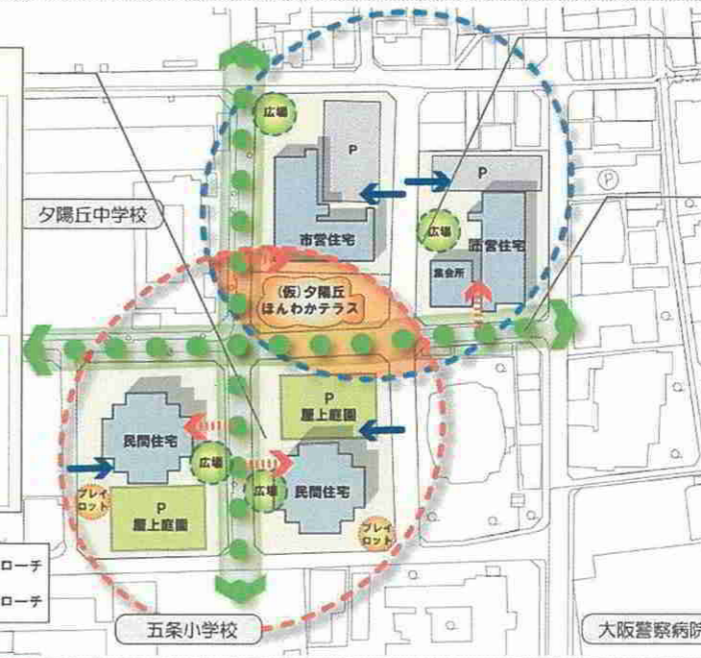 広場
P
P
P
夕陽丘中学校
広場
市営住宅
市営住宅
集会所
(仮)夕陽丘
ほんわかテラス
P
屋上庭園
民間住宅
広場
広場
民間住宅
プレイ
ロット
P
屋上庭園
プレイ
ロット
ローチ
ローチ
五条小学校
大阪警察病院